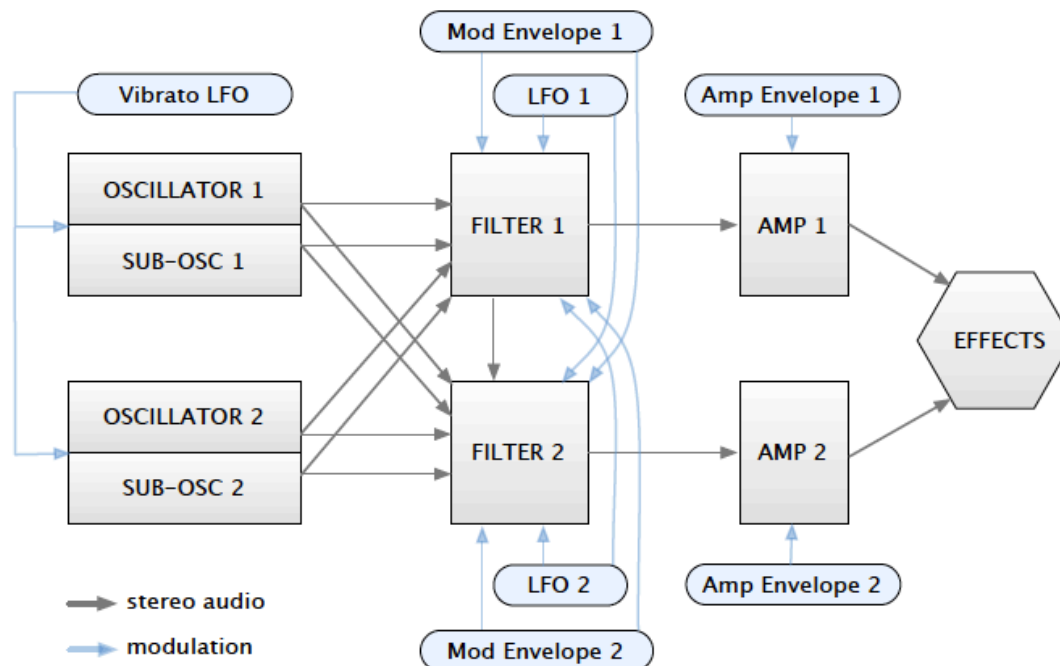 Mod Envelope 1
Vibrato LFO
LFO 1
Amp Envelope 1
OSCILLATOR 1
SUB-OSC 1
FILTER 1
AMP 1
EFFECTS
OSCILLATOR 2
SUB-OSC 2
FILTER 2
AMP 2
LFO 2
Amp Envelope 2
stereo audio
modulation
Mod Envelope 2